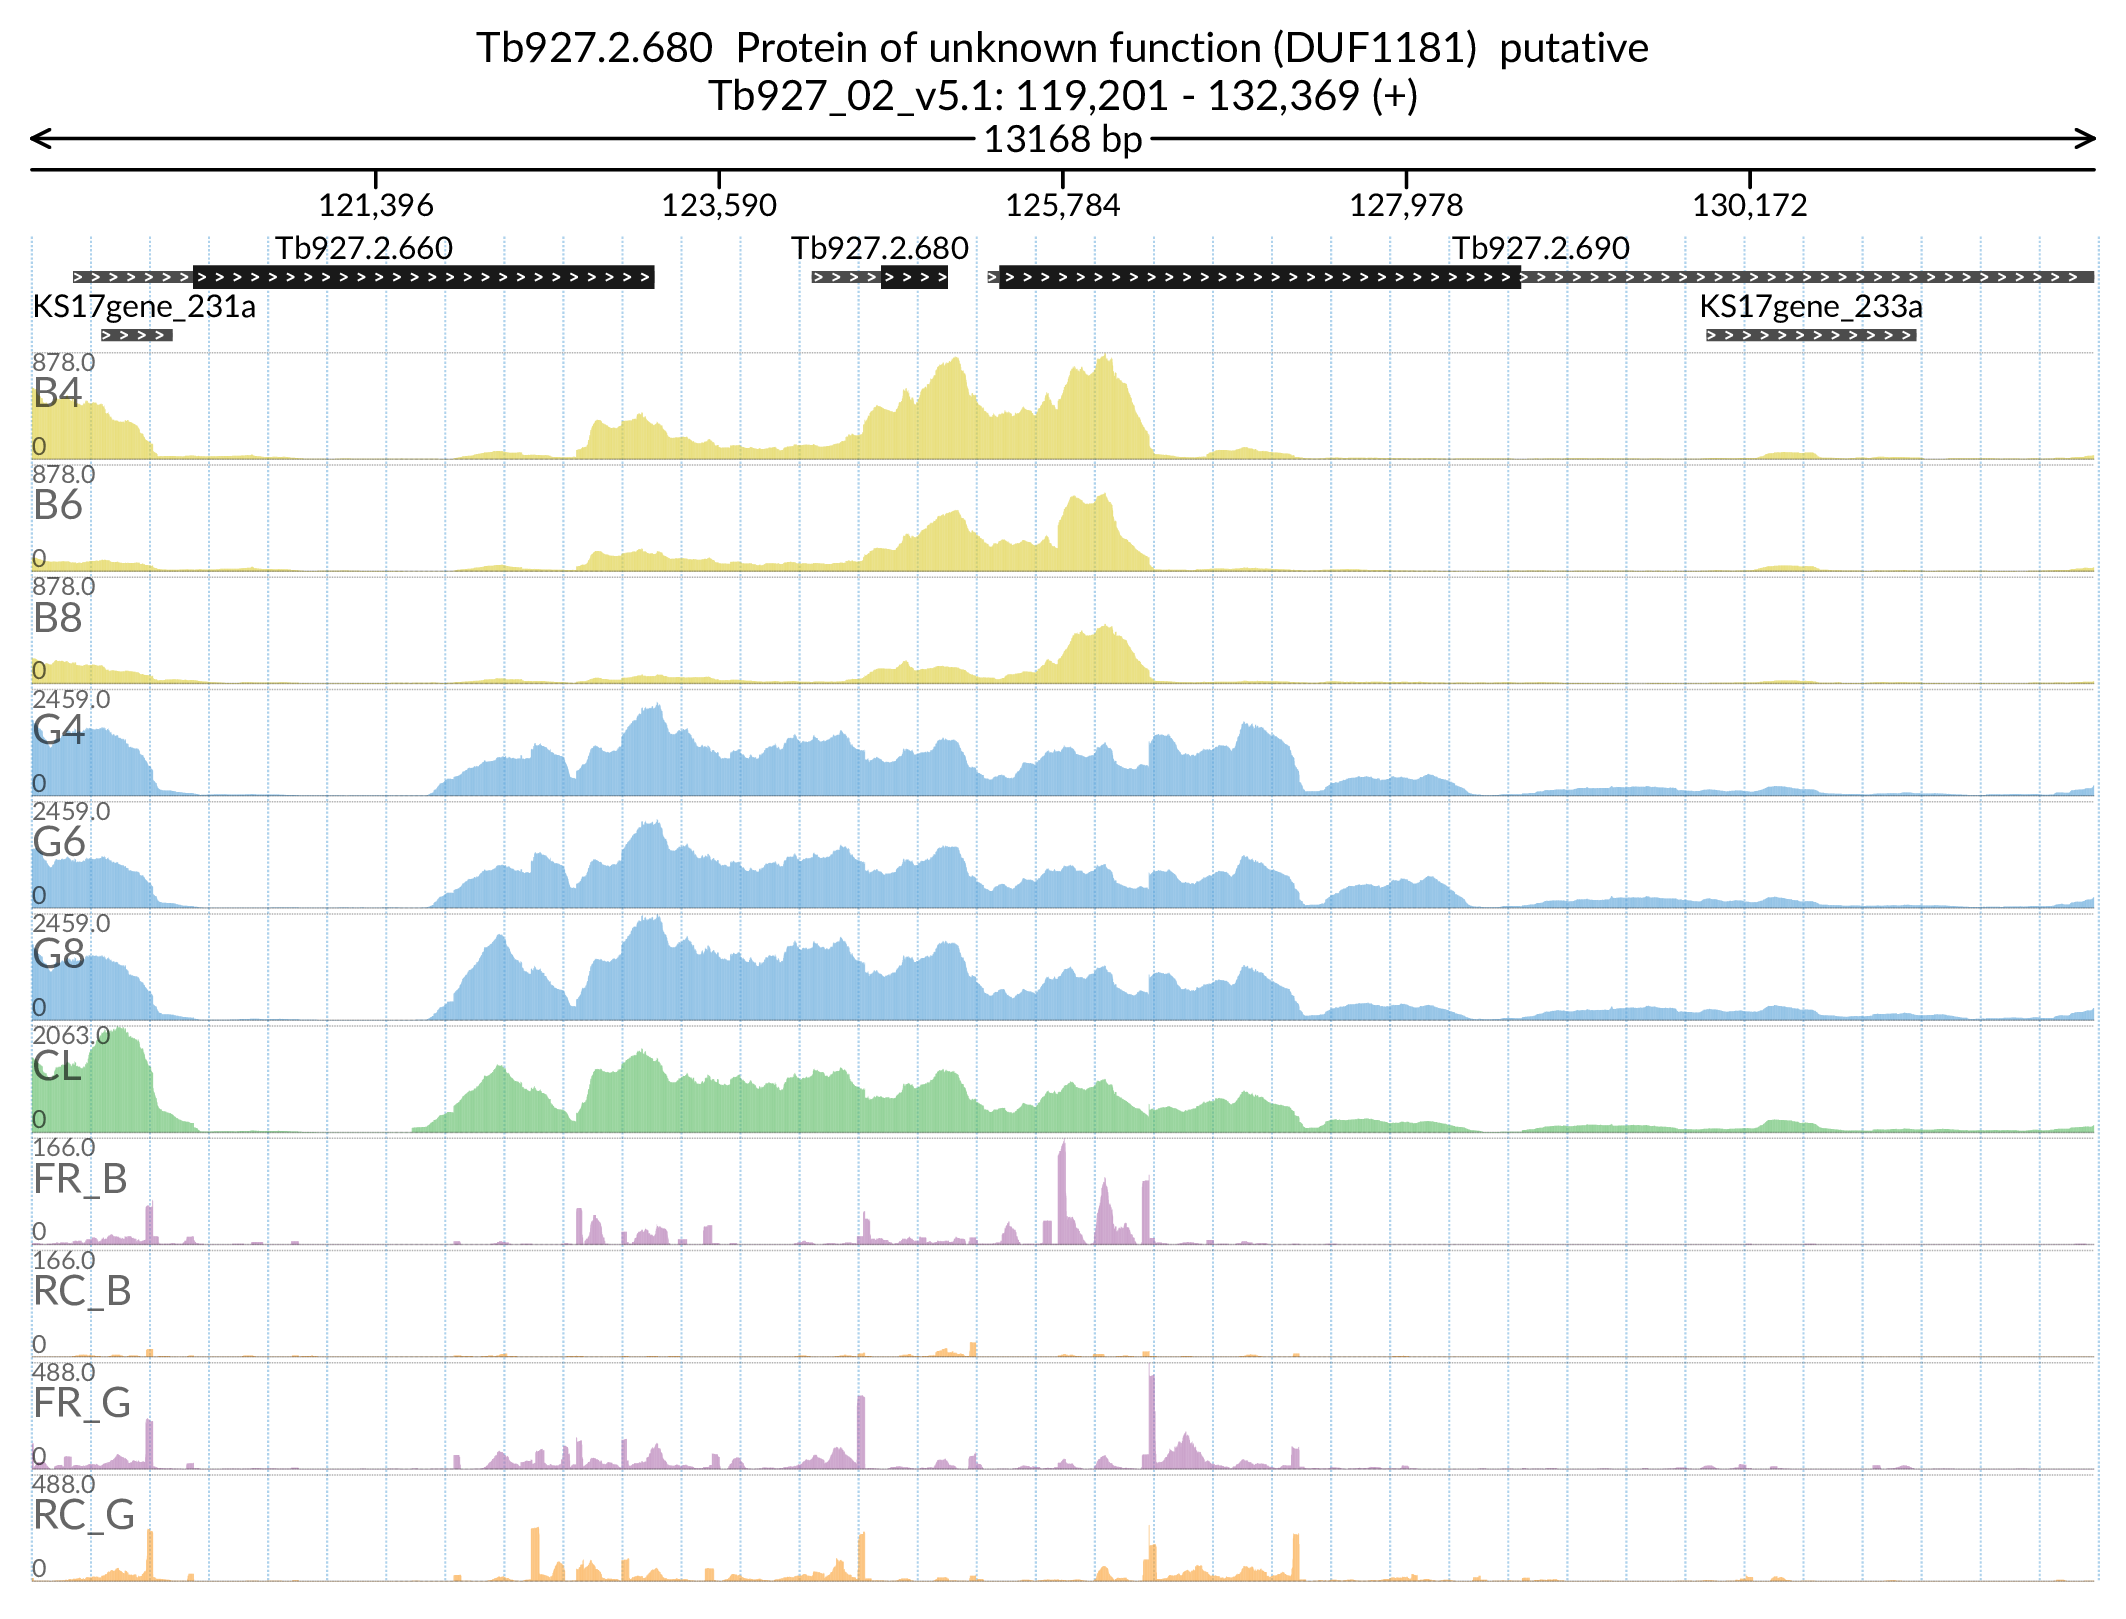 Tb927.2.680  Protein of unknown function (DUF1181)  putative
Tb927_02_v5.1: 119,201 - 132,369 (+)
13168 bp
121,396 123,590 125,784 127,978 130,172
Tb927.2.660 Tb927.2.680 Tb927.2.690
KS17gene_231a KS17gene_233a
878.0
B4
0
878.0
B6
0
878.0
B8
0
2459.0
G4
0
2459.0
G6
0
2459.0
G8
0
2063.0
CL
0
166.0
FR_B
0
166.0
RC_B
0
488.0
FR_G
0
488.0
RC_G
0